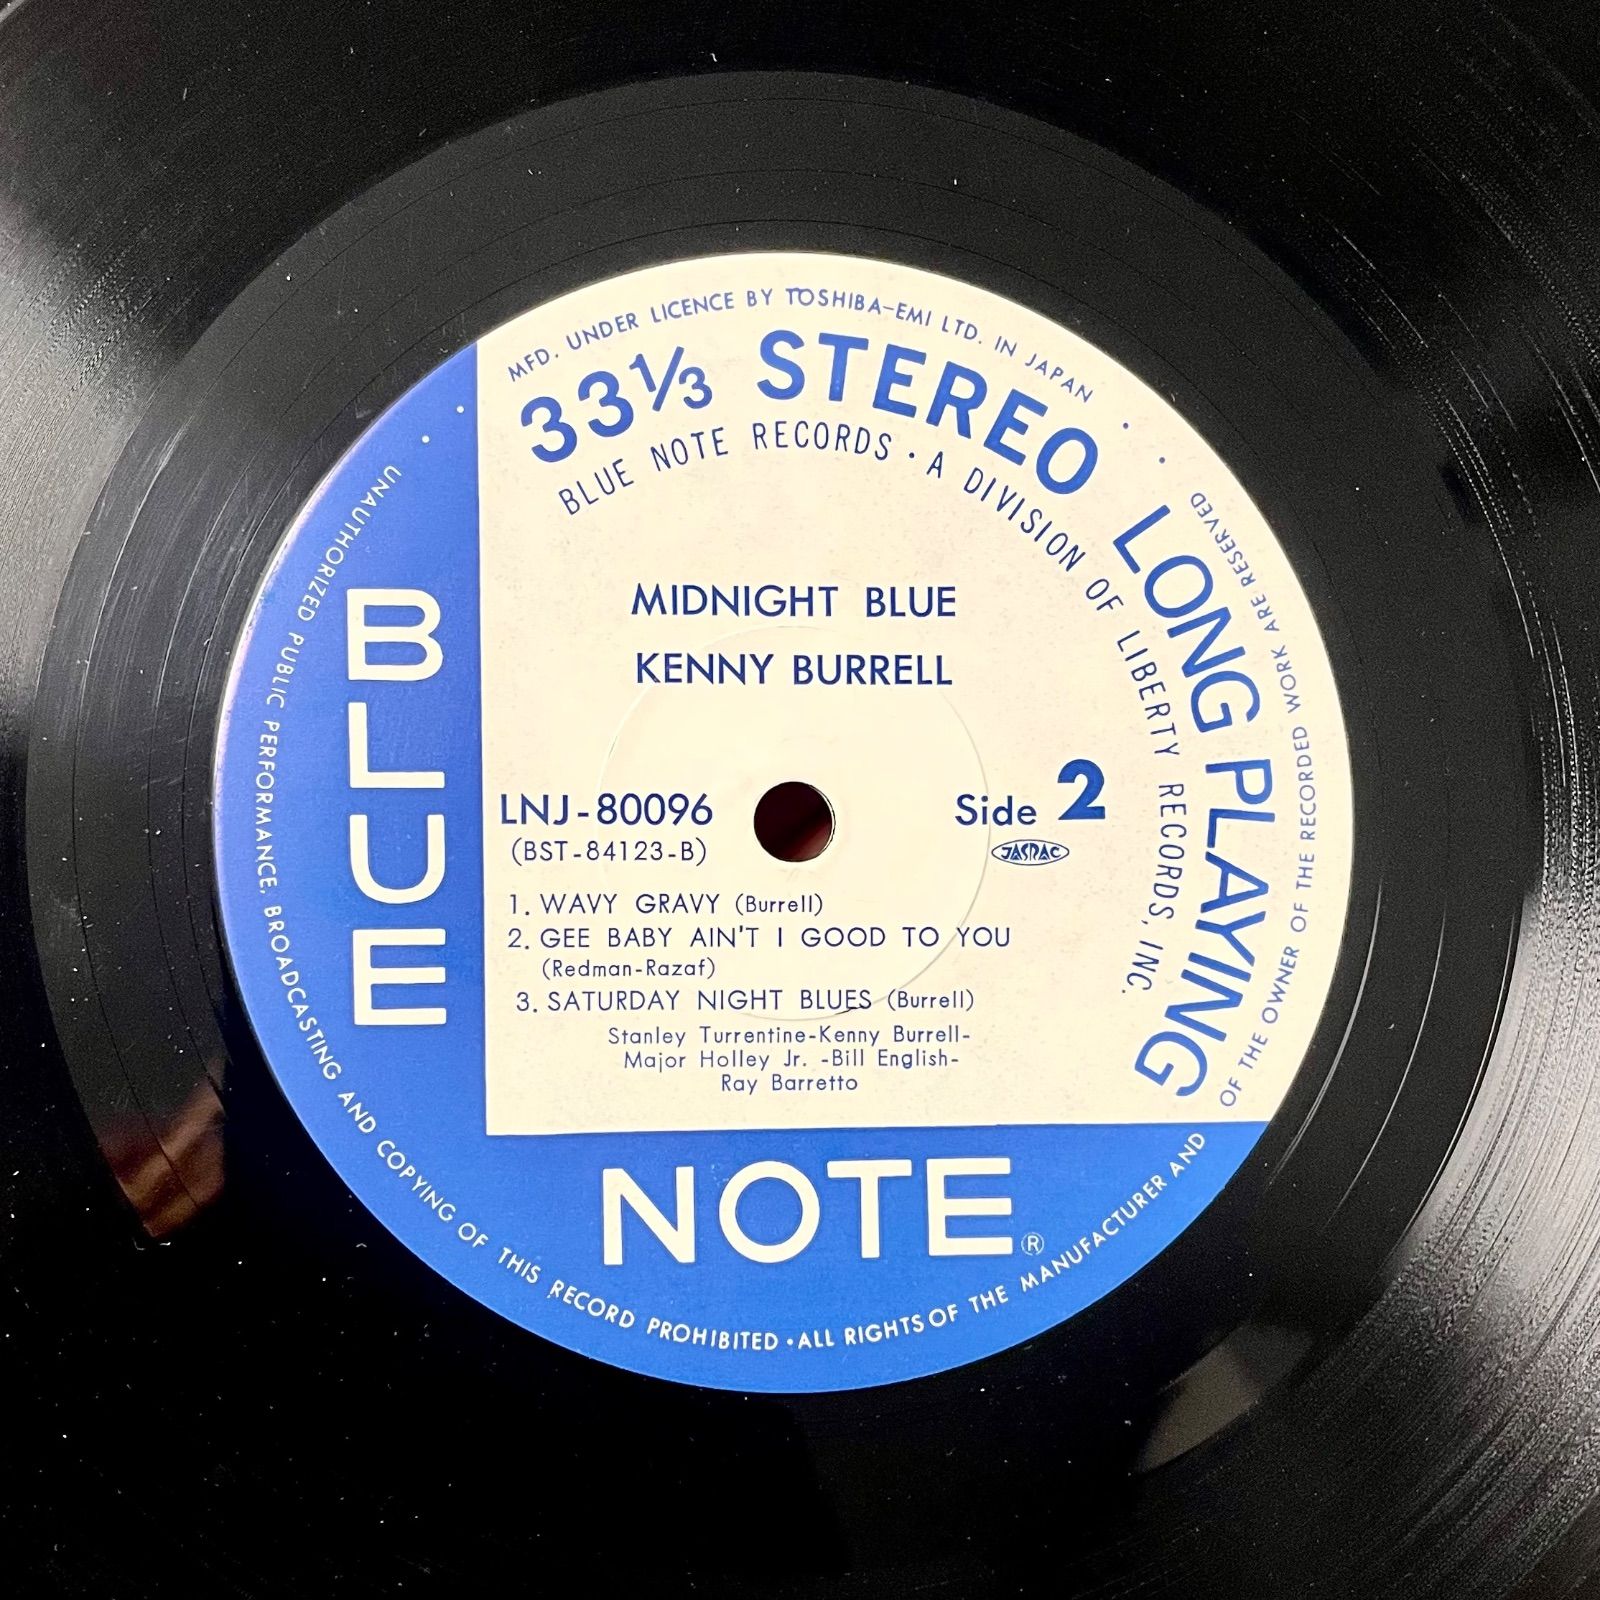 MFD. UNDER LICENCE BY TOSHIBA-EMI LTD. IN JAPAN
33⅓ STEREO LONG PLAYING
BLUE NOTE RECORDS · A DIVISION OF LIBERTY RECORDS, INC.
MIDNIGHT BLUE
KENNY BURRELL
LNJ-80096
(BST-84123-B)
Side 2
JASRAC
1. WAVY GRAVY (Burrell)
2. GEE BABY AIN'T I GOOD TO YOU
(Redman-Razaf)
3. SATURDAY NIGHT BLUES (Burrell)
Stanley Turrentine-Kenny Burrell-
Major Holley Jr. -Bill English-
Ray Barretto
BLUE
NOTE®
UNAUTHORIZED PUBLIC PERFORMANCE, BROADCASTING AND COPYING OF THIS RECORD PROHIBITED · ALL RIGHTS OF THE MANUFACTURER AND OF THE OWNER OF THE RECORDED WORK ARE RESERVED